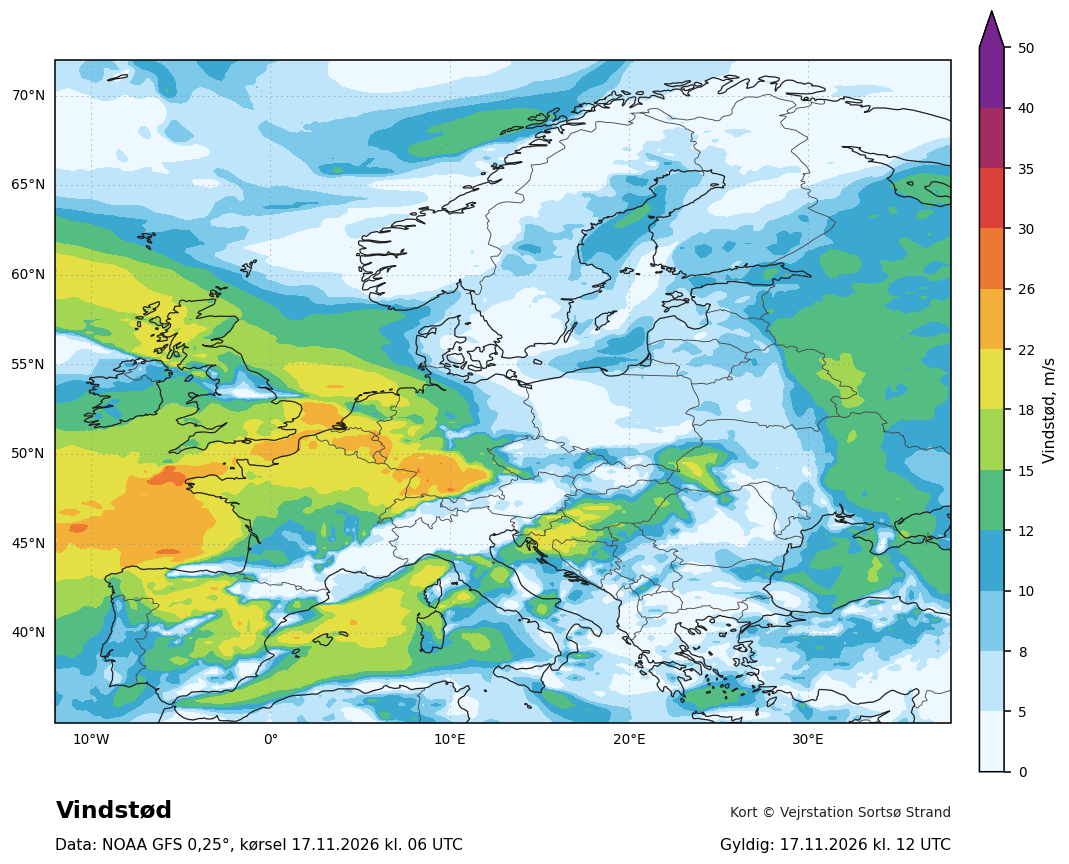 70°N
65°N
60°N
55°N
50°N
45°N
40°N
10°W
0°
10°E
20°E
30°E
50
40
35
30
26
22
18
15
12
10
8
5
0
Vindstød, m/s
Vindstød
Kort © Vejrstation Sortsø Strand
Data: NOAA GFS 0,25°, kørsel 17.11.2026 kl. 06 UTC
Gyldig: 17.11.2026 kl. 12 UTC